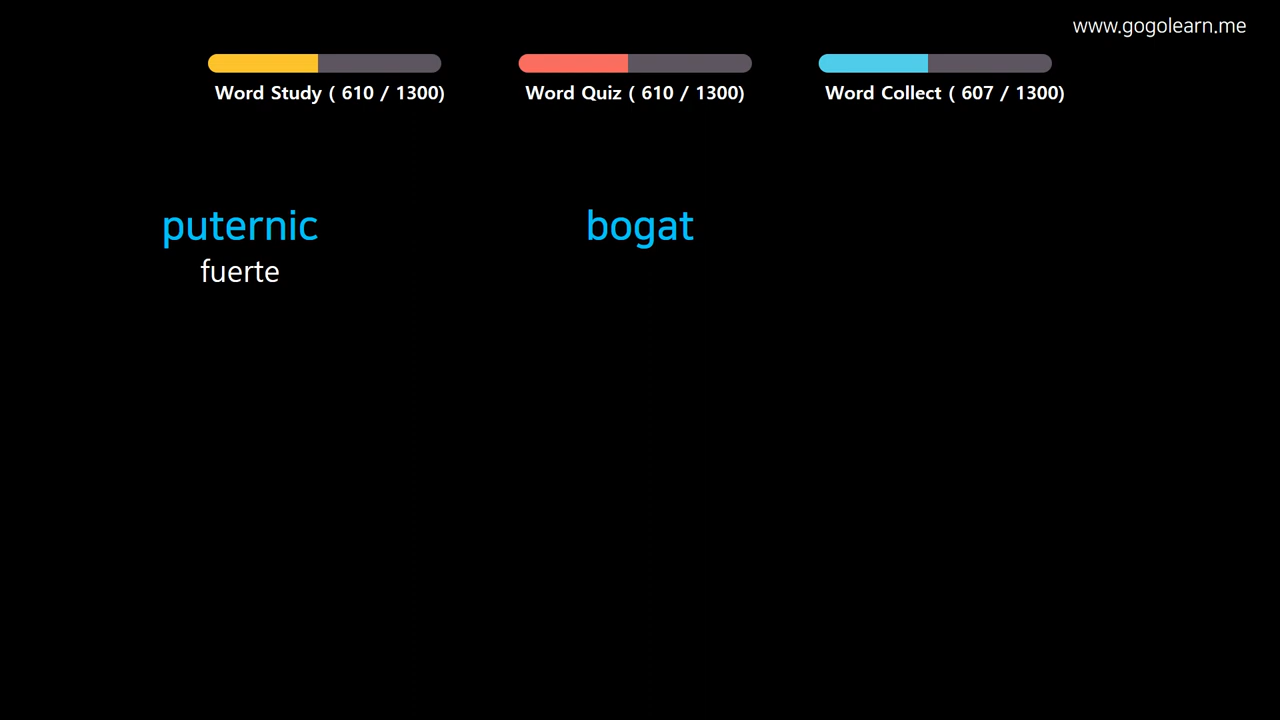 www.gogolearn.me
Word Study ( 610 / 1300)
Word Quiz ( 610 / 1300)
Word Collect ( 607 / 1300)
puternic
fuerte
bogat